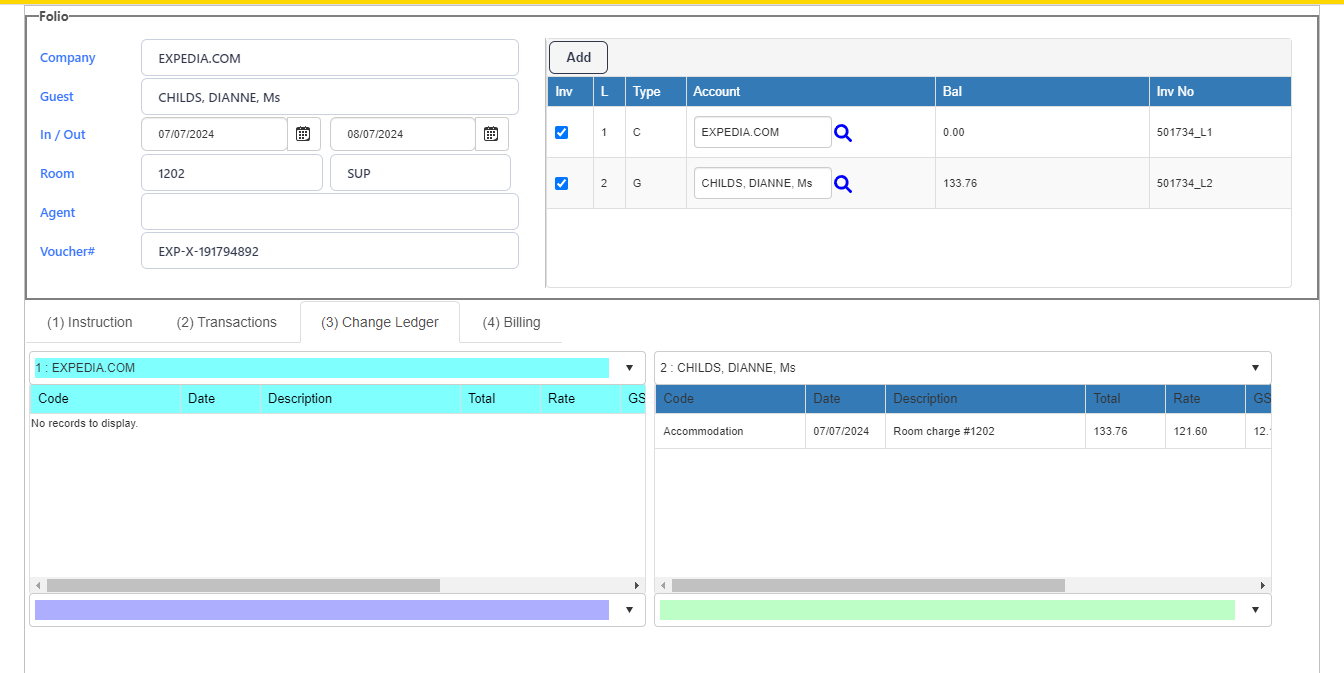 Folio
Company EXPEDIA.COM
Guest CHILDS, DIANNE, Ms
In / Out 07/07/2024 08/07/2024
Room 1202 SUP
Agent
Voucher# EXP-X-191794892
Add
Inv L Type Account Bal Inv No
1 C EXPEDIA.COM 0.00 501734_L1
2 G CHILDS, DIANNE, Ms 133.76 501734_L2
(1) Instruction (2) Transactions (3) Change Ledger (4) Billing
1 : EXPEDIA.COM
Code Date Description Total Rate GS
No records to display.
2 : CHILDS, DIANNE, Ms
Code Date Description Total Rate GS
Accommodation 07/07/2024 Room charge #1202 133.76 121.60 12.